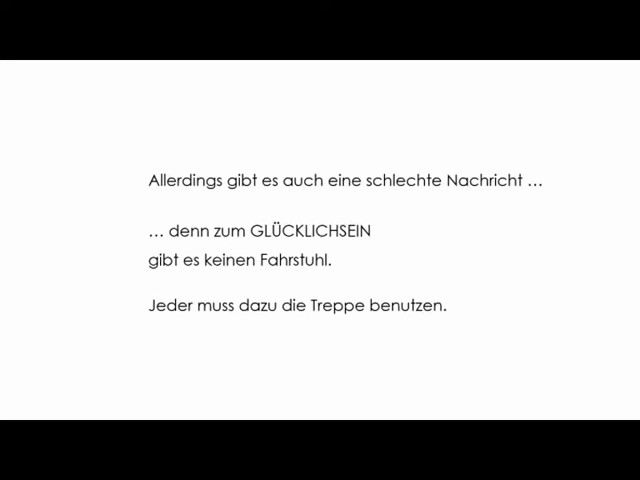 Allerdings gibt es auch eine schlechte Nachricht …
… denn zum GLÜCKLICHSEIN
gibt es keinen Fahrstuhl.
Jeder muss dazu die Treppe benutzen.